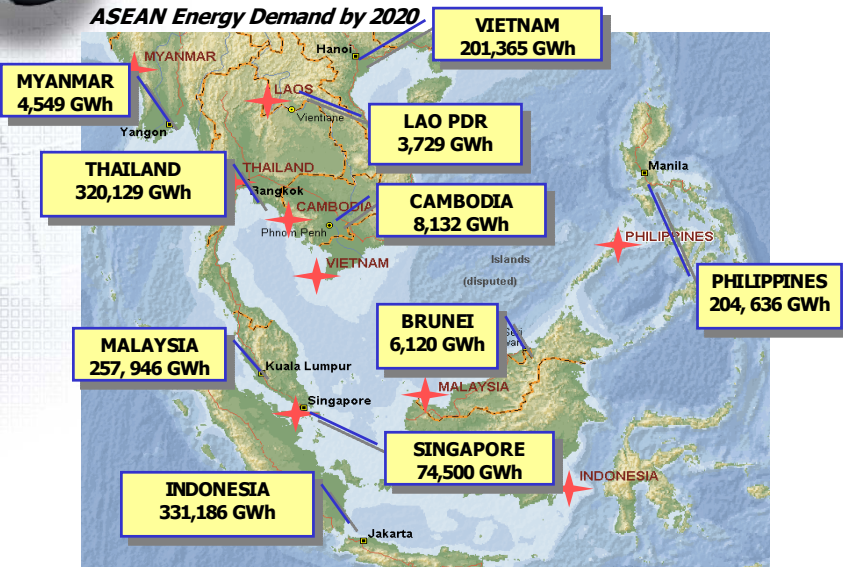 ASEAN Energy Demand by 2020
VIETNAM
201,365 GWh
Hanoi
MYANMAR
MYANMAR
4,549 GWh
LAOS
Vientiane
LAO PDR
3,729 GWh
Yangon
THAILAND
320,129 GWh
THAILAND
Bangkok
Manila
CAMBODIA
CAMBODIA
8,132 GWh
Phnom Penh
PHILIPPINES
VIETNAM
Islands
(disputed)
PHILIPPINES
204, 636 GWh
BRUNEI
6,120 GWh
MALAYSIA
257, 946 GWh
Kuala Lumpur
MALAYSIA
Singapore
SINGAPORE
74,500 GWh
INDONESIA
INDONESIA
331,186 GWh
Jakarta